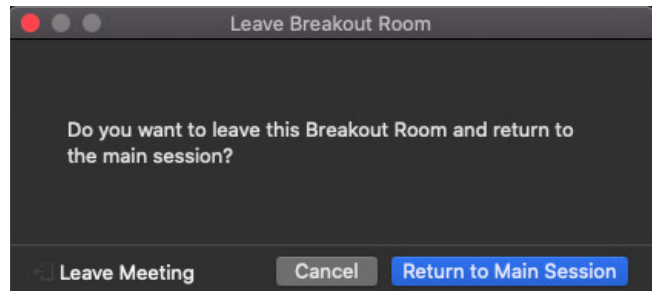 Leave Breakout Room
Do you want to leave this Breakout Room and return to
the main session?
Leave Meeting
Cancel
Return to Main Session